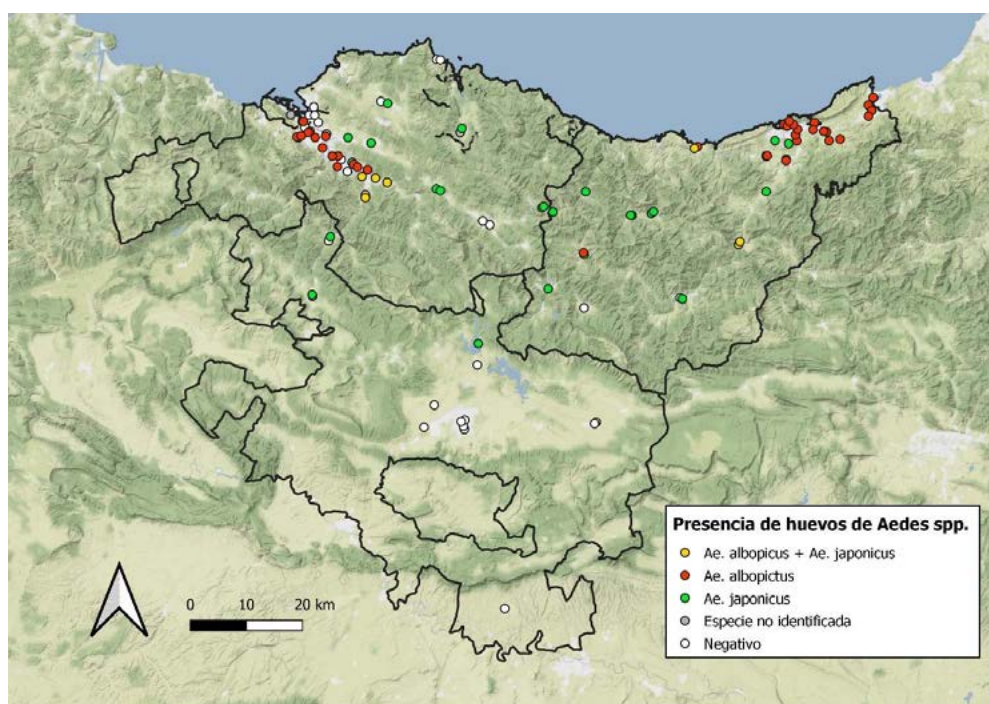 0 10 20 km
Presencia de huevos de Aedes spp.
Ae. albopicus + Ae. japonicus
Ae. albopictus
Ae. japonicus
Especie no identificada
Negativo